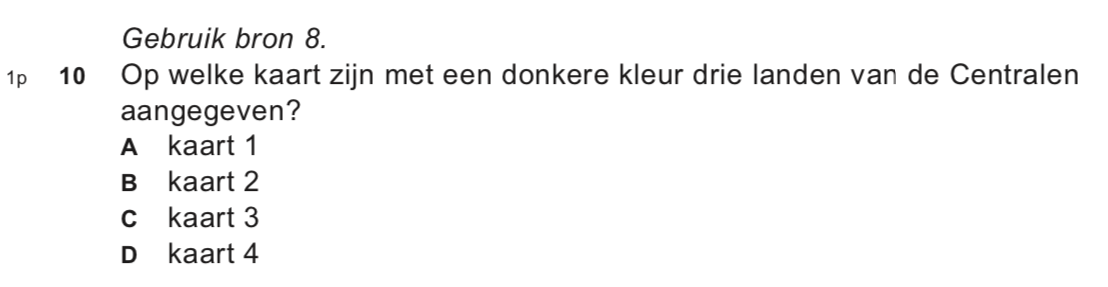 Gebruik bron 8.
1p 10 Op welke kaart zijn met een donkere kleur drie landen van de Centralen
aangegeven?
A kaart 1
B kaart 2
C kaart 3
D kaart 4